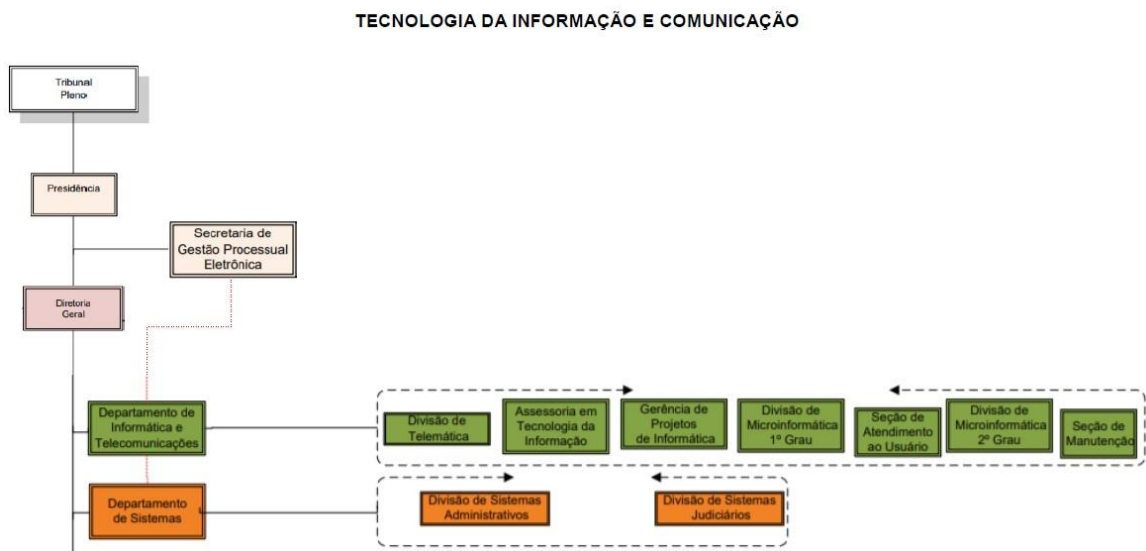 TECNOLOGIA DA INFORMAÇÃO E COMUNICAÇÃO
Tribunal
Pleno
Presidência
Secretaria de
Gestão Processual
Eletrônica
Diretoria
Geral
Departamento de
Informática e
Telecomunicações
Divisão de
Telemática
Assessoria em
Tecnologia da
Informação
Gerência de
Projetos
de Informática
Divisão de
Microinformática
1º Grau
Seção de
Atendimento
ao Usuário
Divisão de
Microinformática
2º Grau
Seção de
Manutenção
Departamento
de Sistemas
Divisão de Sistemas
Administrativos
Divisão de Sistemas
Judiciários